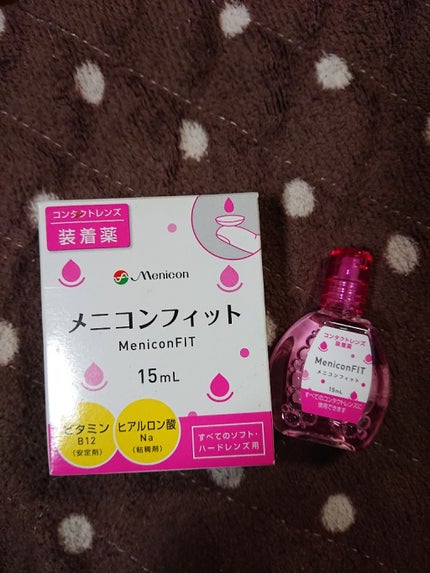 コンタクトレンズ
装着薬
Menicon
メニコンフィット
MeniconFIT
15mL
ビタミン
B12
(安定剤)
ヒアルロン酸
Na
(粘稠剤)
すべてのソフト・
ハードレンズ用
コンタクトレンズ
装着薬
MeniconFIT
メニコンフィット
15mL
すべてのコンタクトレンズに
使用できます